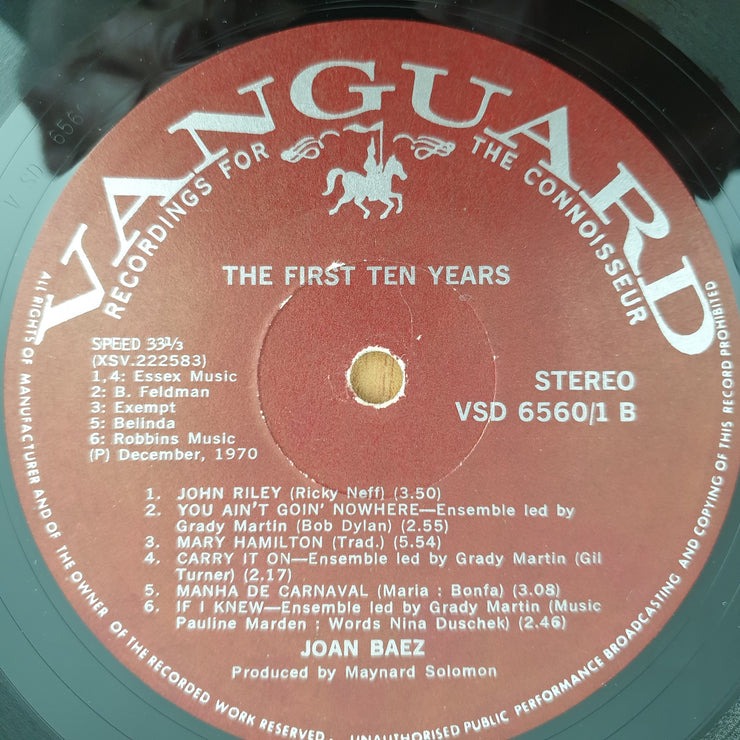 VANGUARD
RECORDINGS FOR THE CONNOISSEUR
THE FIRST TEN YEARS
SPEED 33⅓
(XSV.222583)
1,4: Essex Music
2: B. Feldman
3: Exempt
5: Belinda
6: Robbins Music
(P) December, 1970
STEREO
VSD 6560/1 B
1. JOHN RILEY (Ricky Neff) (3.50)
2. YOU AIN'T GOIN' NOWHERE—Ensemble led by
Grady Martin (Bob Dylan) (2.55)
3. MARY HAMILTON (Trad.) (5.54)
4. CARRY IT ON—Ensemble led by Grady Martin (Gil
Turner) (2.17)
5. MANHA DE CARNAVAL (Maria : Bonfa) (3.08)
6. IF I KNEW—Ensemble led by Grady Martin (Music
Pauline Marden : Words Nina Duschek) (2.46)
JOAN BAEZ
Produced by Maynard Solomon
ALL RIGHTS OF MANUFACTURER AND OF THE OWNER OF THE RECORDED WORK RESERVED. UNAUTHORISED PUBLIC PERFORMANCE BROADCASTING AND COPYING OF THIS RECORD PROHIBITED